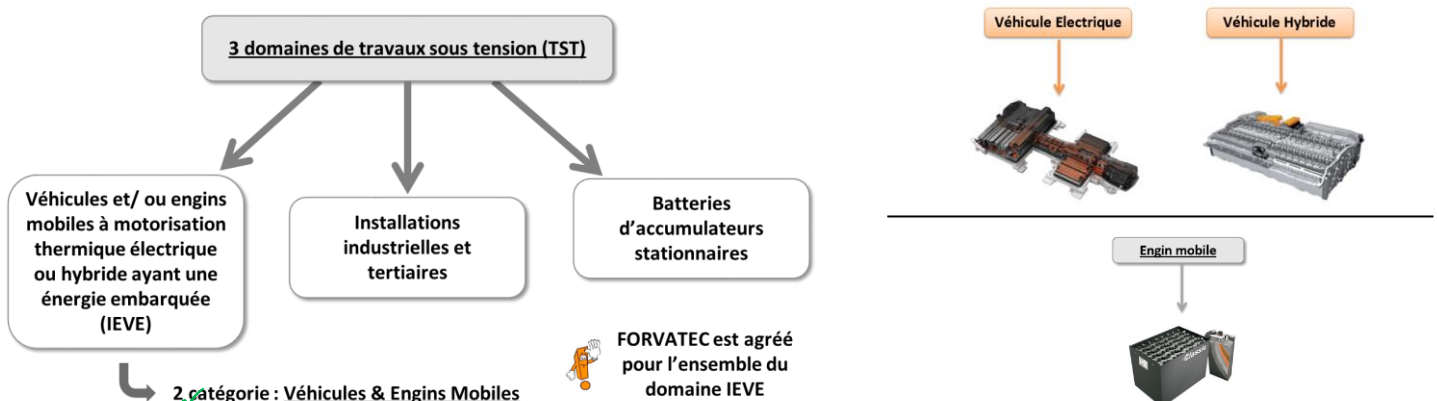 3 domaines de travaux sous tension (TST)
Véhicules et/ ou engins
mobiles à motorisation
thermique électrique
ou hybride ayant une
énergie embarquée
(IEVE)
Installations
industrielles et
tertiaires
Batteries
d’accumulateurs
stationnaires
2 catégorie : Véhicules & Engins Mobiles
FORVATEC est agréé
pour l’ensemble du
domaine IEVE
Véhicule Electrique
Véhicule Hybride
Engin mobile
Classic